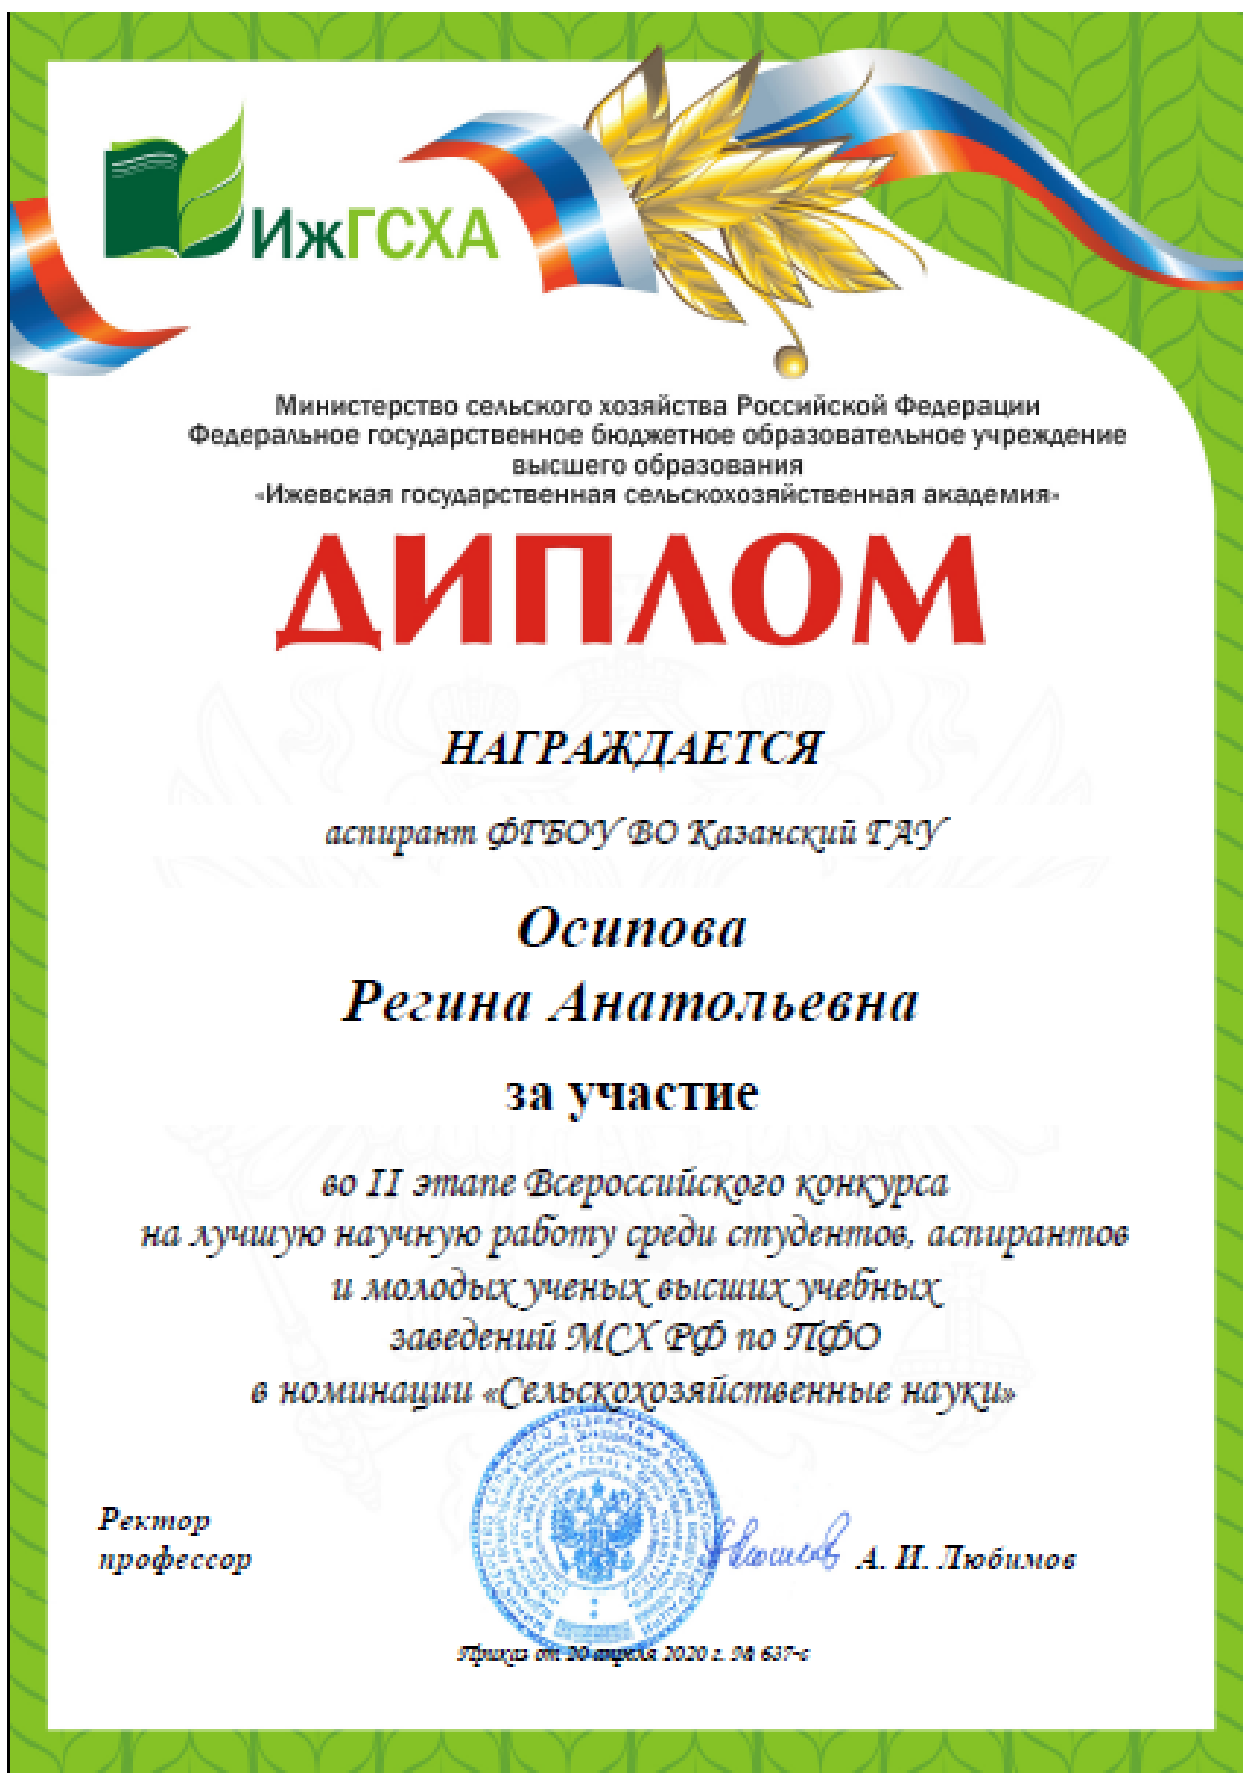 ИжГСХА
Министерство сельского хозяйства Российской Федерации
Федеральное государственное бюджетное образовательное учреждение
высшего образования
«Ижевская государственная сельскохозяйственная академия»
ДИПЛОМ
НАГРАЖДАЕТСЯ
аспирант ФГБОУ ВО Казанский ГАУ
Осипова
Регина Анатольевна
за участие
во II этапе Всероссийского конкурса
на лучшую научную работу среди студентов, аспирантов
и молодых ученых высших учебных
заведений МСХ РФ по ПФО
в номинации «Сельскохозяйственные науки»
Ректор
профессор
А. И. Любимов
Приказ от 20 апреля 2020 г. № 637-с